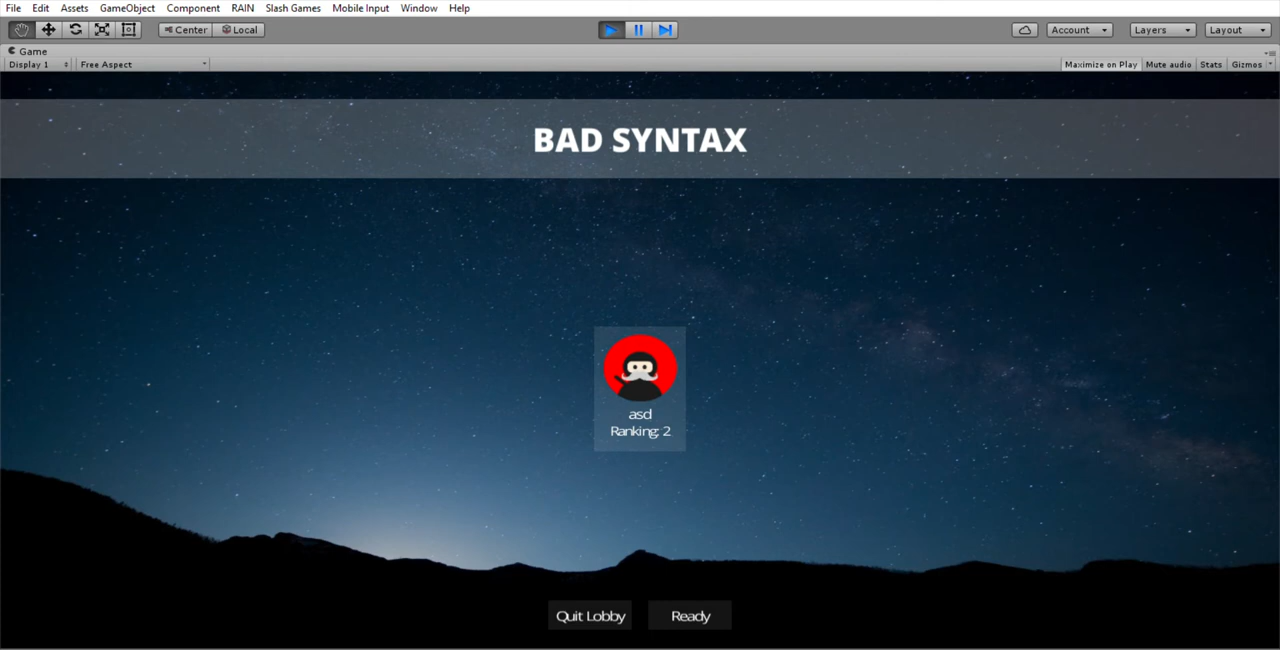 File Edit Assets GameObject Component RAIN Slash Games Mobile Input Window Help
Center Local Account Layers Layout
Game
Display 1 Free Aspect Maximize on Play Mute audio Stats Gizmos
BAD SYNTAX
asd
Ranking: 2
Quit Lobby Ready